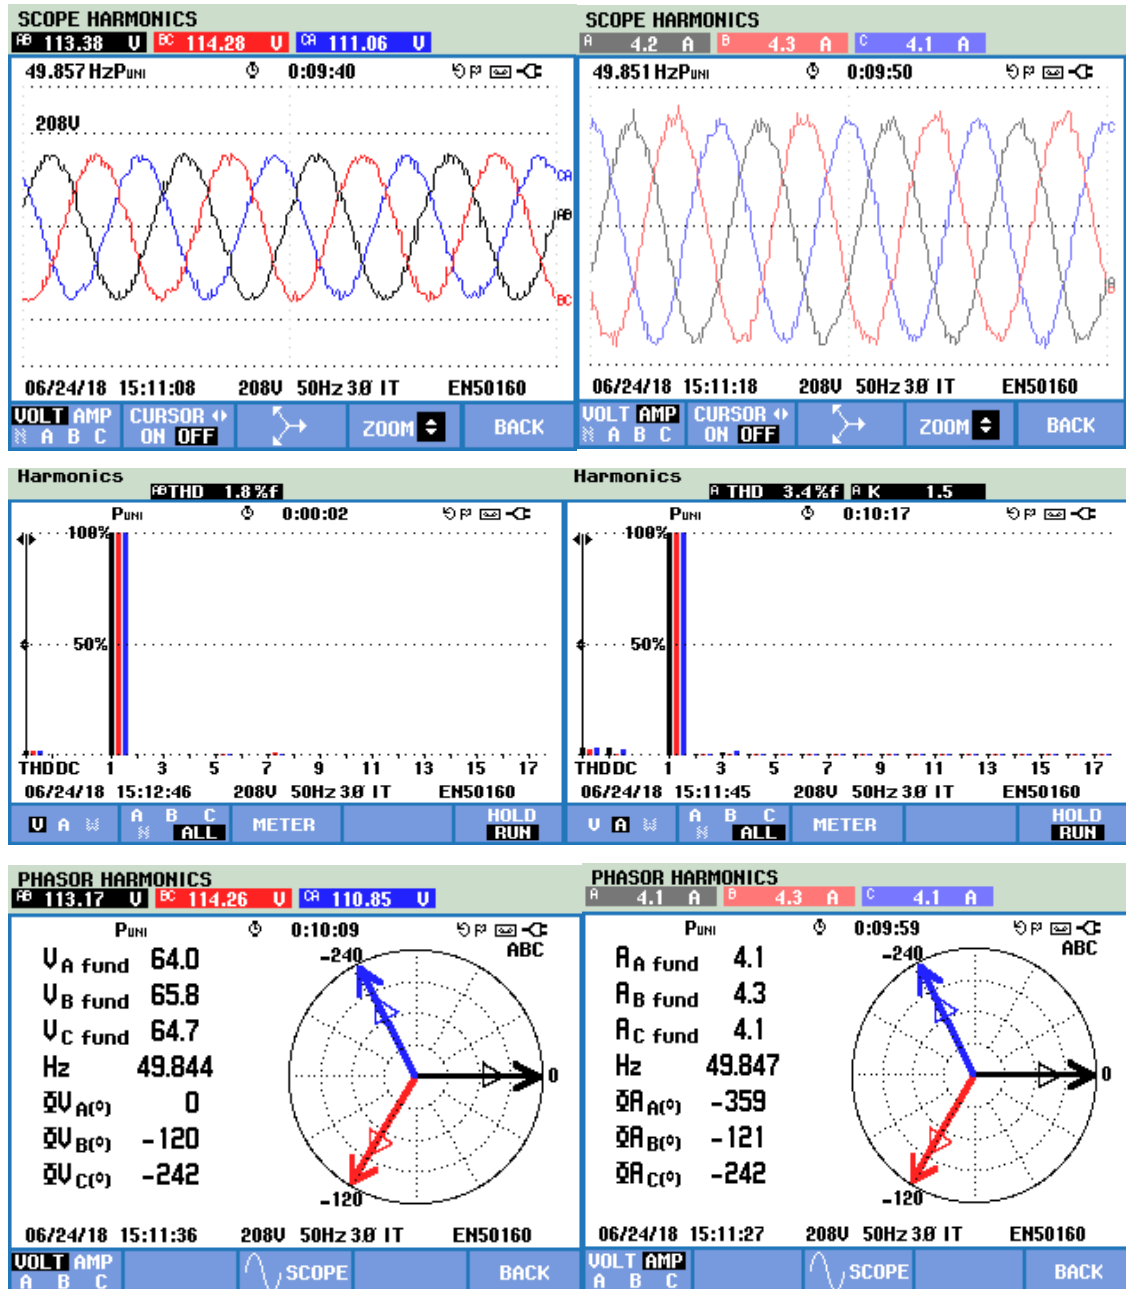 SCOPE HARMONICS
AB 113.38 V BC 114.28 V CA 111.06 V
49.857 Hz PUNI 0:09:40
208V
CA
AB
BC
06/24/18 15:11:08 208V 50Hz 3Ø IT EN50160
VOLT AMP CURSOR ZOOM BACK
N A B C ON OFF
SCOPE HARMONICS
A 4.2 A B 4.3 A C 4.1 A
49.851 Hz PUNI 0:09:50
C
A
B
06/24/18 15:11:18 208V 50Hz 3Ø IT EN50160
VOLT AMP CURSOR ZOOM BACK
N A B C ON OFF
Harmonics
AB THD 1.8 %f
PUNI 0:00:02
100%
50%
THD DC 1 3 5 7 9 11 13 15 17
06/24/18 15:12:46 208V 50Hz 3Ø IT EN50160
V A W A B C METER HOLD
N ALL RUN
Harmonics
A THD 3.4 %f A K 1.5
PUNI 0:10:17
100%
50%
THD DC 1 3 5 7 9 11 13 15 17
06/24/18 15:11:45 208V 50Hz 3Ø IT EN50160
V A W A B C METER HOLD
N ALL RUN
PHASOR HARMONICS
AB 113.17 V BC 114.26 V CA 110.85 V
PUNI 0:10:09
ABC
-240
V A fund 64.0
V B fund 65.8
V C fund 64.7
Hz 49.844
0
ΦV A(°) 0
ΦV B(°) -120
ΦV C(°) -242
-120
06/24/18 15:11:36 208V 50Hz 3Ø IT EN50160
VOLT AMP SCOPE BACK
A B C
PHASOR HARMONICS
A 4.1 A B 4.3 A C 4.1 A
PUNI 0:09:59
ABC
-240
A A fund 4.1
A B fund 4.3
A C fund 4.1
Hz 49.847
0
ΦA A(°) -359
ΦA B(°) -121
ΦA C(°) -242
-120
06/24/18 15:11:27 208V 50Hz 3Ø IT EN50160
VOLT AMP SCOPE BACK
A B C